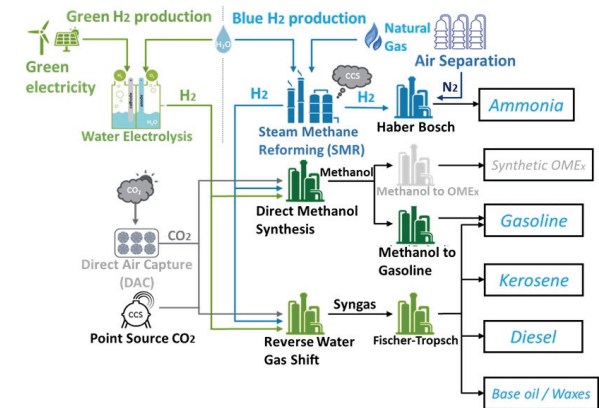 Green H2 production
Blue H2 production
H2O
Natural
Gas
Air Separation
Green
electricity
H2
H2
CCS
H2
N2
Ammonia
Water Electrolysis
Steam Methane
Reforming (SMR)
Haber Bosch
CO2
Methanol
Methanol to OMEx
Synthetic OMEx
Direct Methanol
Synthesis
Gasoline
CO2
Direct Air Capture
(DAC)
Methanol to
Gasoline
Kerosene
CCS
Syngas
Point Source CO2
Reverse Water
Gas Shift
Fischer-Tropsch
Diesel
Base oil / Waxes